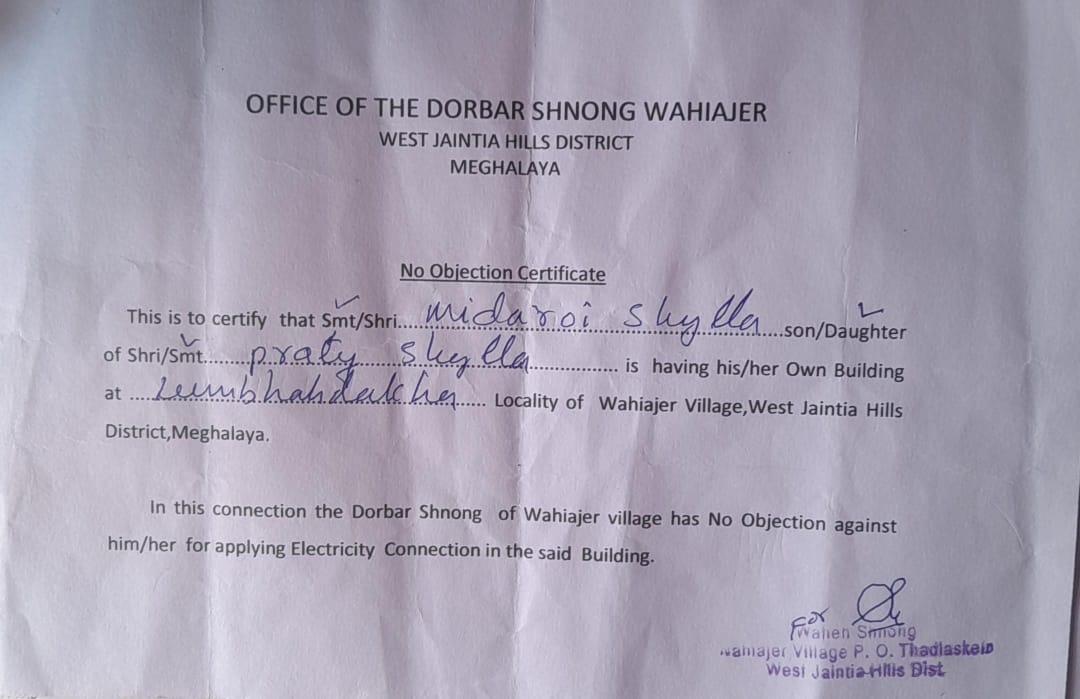 OFFICE OF THE DORBAR SHNONG WAHIAJER
WEST JAINTIA HILLS DISTRICT
MEGHALAYA
No Objection Certificate
This is to certify that Smt/Shri....midaroi shylla....son/Daughter
of Shri/Smt........praty shylla................ is having his/her Own Building
at .... ...... Locality of Wahiajer Village,West Jaintia Hills
District,Meghalaya.
In this connection the Dorbar Shnong of Wahiajer village has No Objection against
him/her for applying Electricity Connection in the said Building.
For
Wahen Shnong
Wahiajer Village P. O. Thadlaskein
West Jaintia Hills Dist